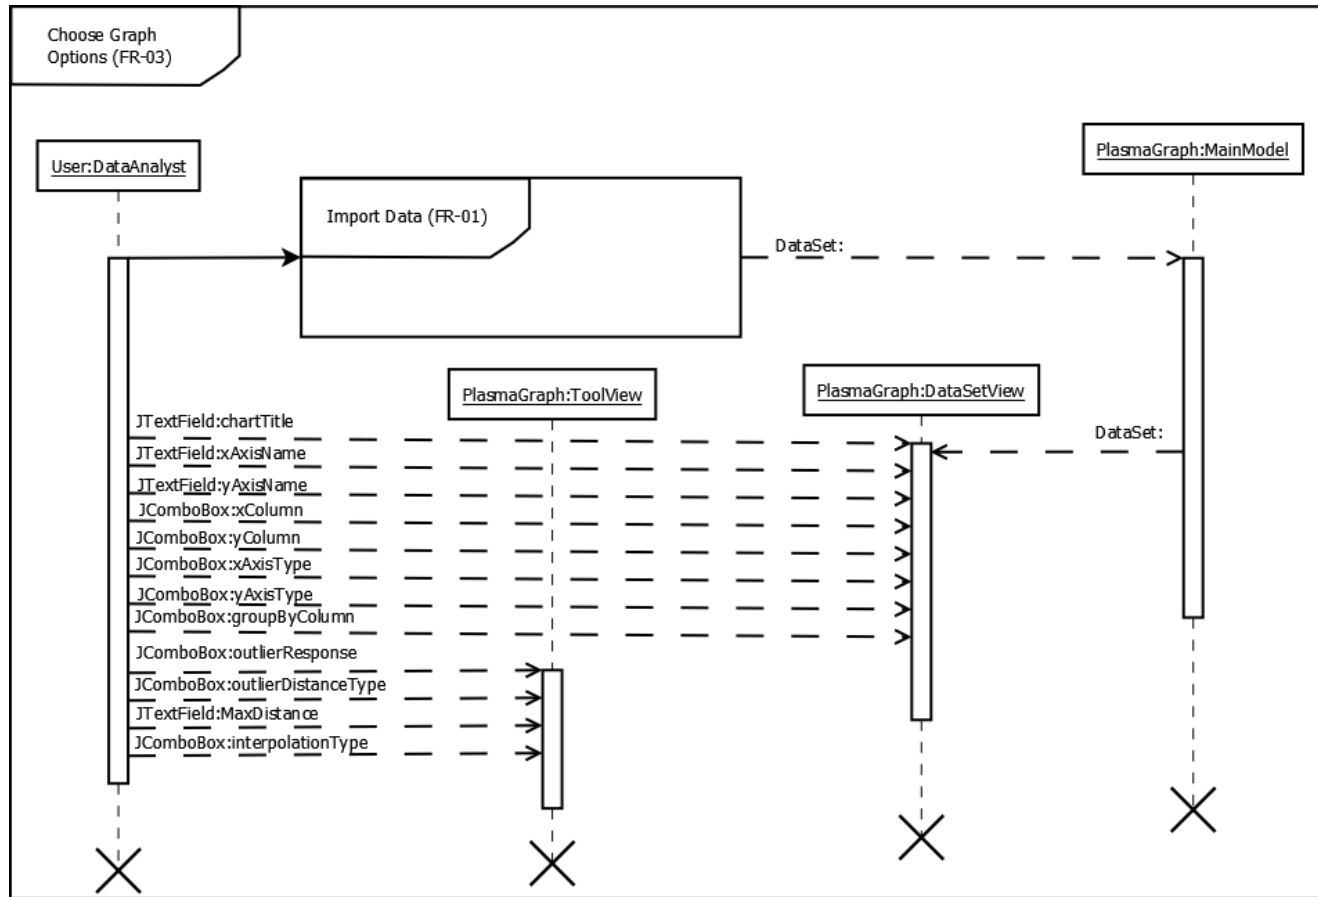 Choose Graph
Options (FR-03)
User:DataAnalyst
PlasmaGraph:MainModel
Import Data (FR-01)
DataSet:
PlasmaGraph:ToolView
PlasmaGraph:DataSetView
JTextField:chartTitle
DataSet:
JTextField:xAxisName
JTextField:yAxisName
JComboBox:xColumn
JComboBox:yColumn
JComboBox:xAxisType
JComboBox:yAxisType
JComboBox:groupByColumn
JComboBox:outlierResponse
JComboBox:outlierDistanceType
JTextField:MaxDistance
JComboBox:interpolationType